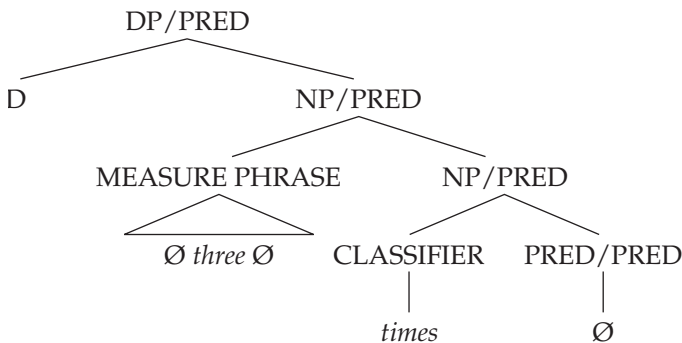 DP/PRED
D NP/PRED
MEASURE PHRASE NP/PRED
Ø three Ø CLASSIFIER PRED/PRED
times Ø